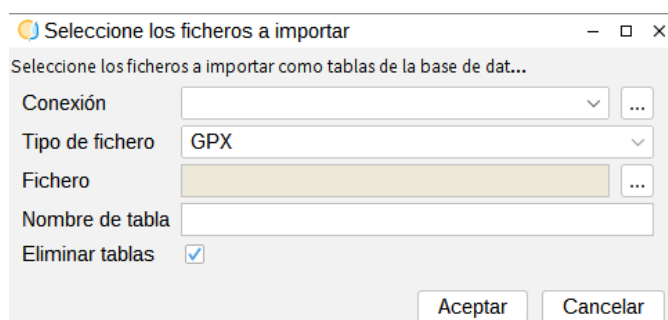 Seleccione los ficheros a importar
Seleccione los ficheros a importar como tablas de la base de dat...
Conexión
...
Tipo de fichero GPX
Fichero
...
Nombre de tabla
Eliminar tablas
Aceptar Cancelar